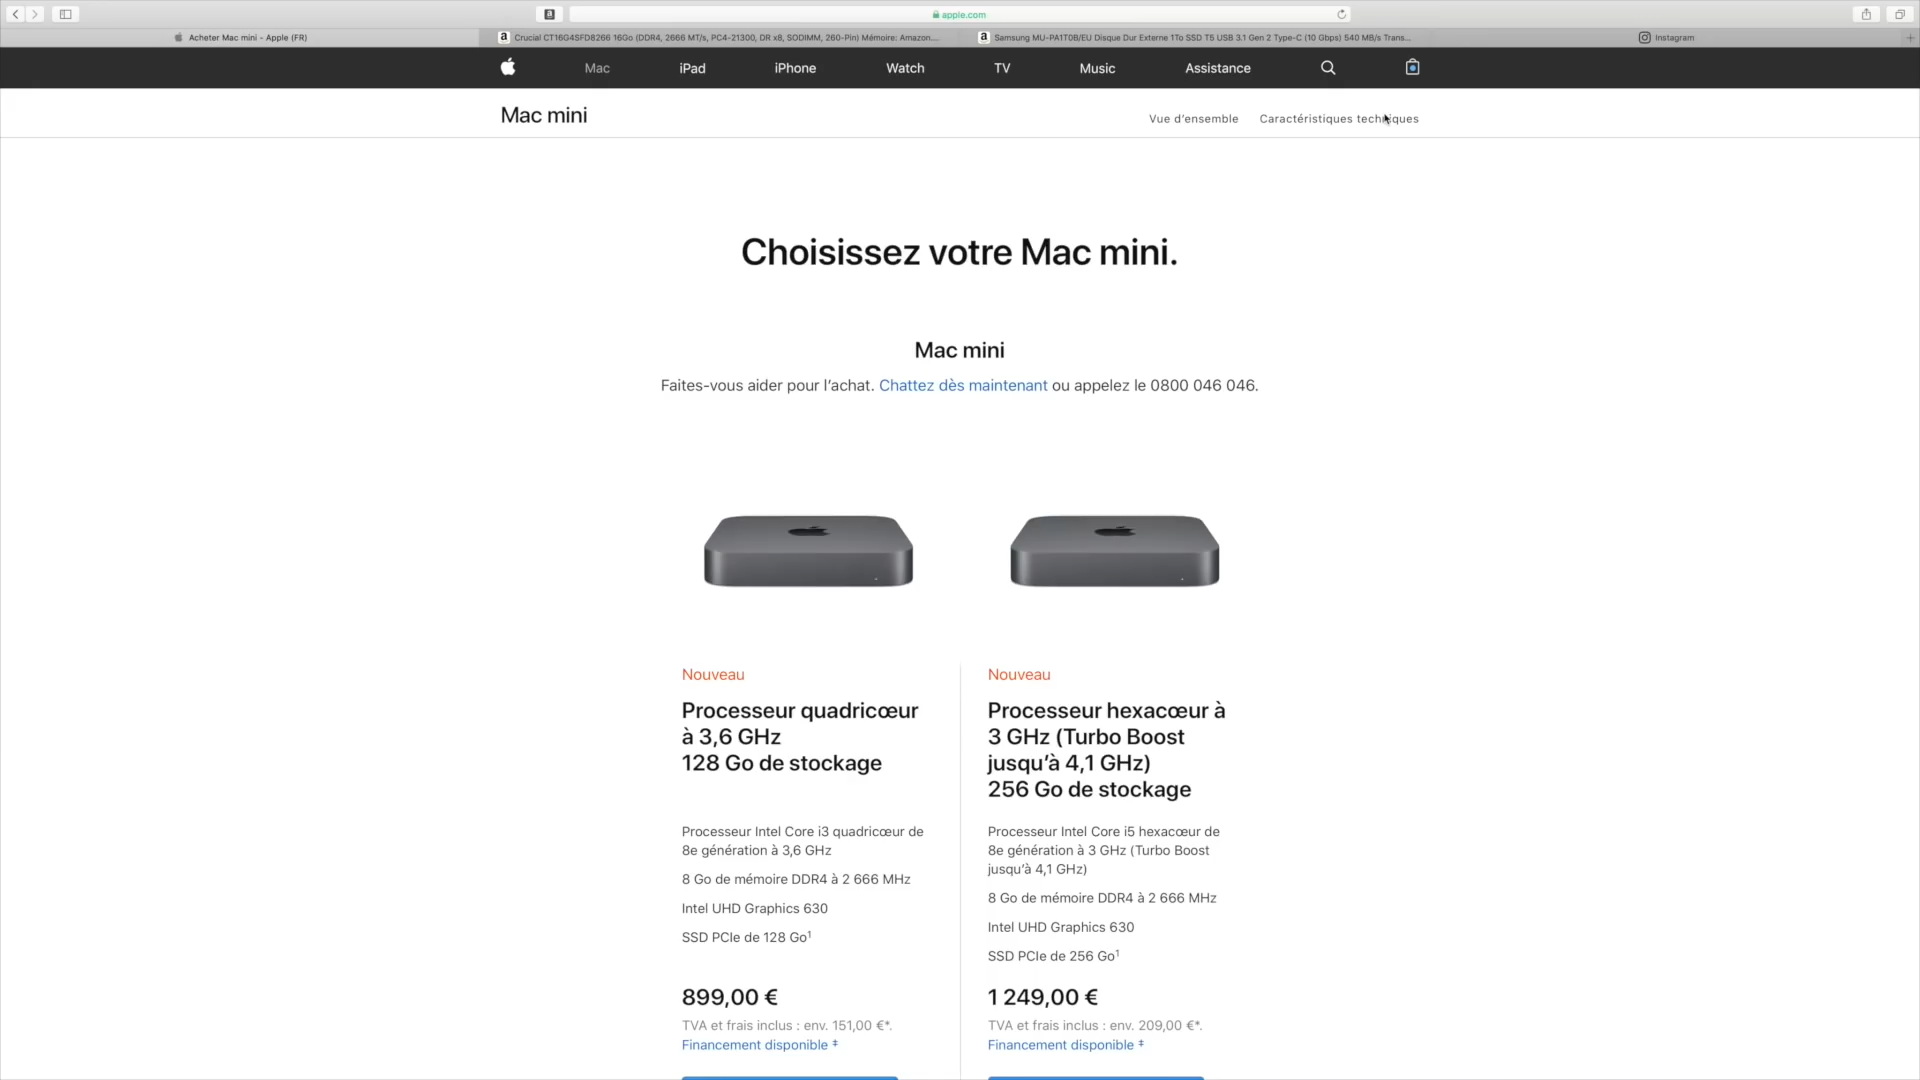 apple.com
Acheter Mac mini - Apple (FR)
Crucial CT16G4SFD8266 16Go (DDR4, 2666 MT/s, PC4-21300, DR x8, SODIMM, 260-Pin) Mémoire: Amazon....
Samsung MU-PA1T0B/EU Disque Dur Externe 1To SSD T5 USB 3.1 Gen 2 Type-C (10 Gbps) 540 MB/s Trans...
Instagram
Mac
iPad
iPhone
Watch
TV
Music
Assistance
Mac mini
Vue d'ensemble
Caractéristiques techniques
Choisissez votre Mac mini.
Mac mini
Faites-vous aider pour l'achat. Chattez dès maintenant ou appelez le 0800 046 046.
Nouveau
Processeur quadricœur
à 3,6 GHz
128 Go de stockage
Processeur Intel Core i3 quadricœur de
8e génération à 3,6 GHz
8 Go de mémoire DDR4 à 2 666 MHz
Intel UHD Graphics 630
SSD PCIe de 128 Go¹
899,00 €
TVA et frais inclus : env. 151,00 €*.
Financement disponible ‡
Nouveau
Processeur hexacœur à
3 GHz (Turbo Boost
jusqu'à 4,1 GHz)
256 Go de stockage
Processeur Intel Core i5 hexacœur de
8e génération à 3 GHz (Turbo Boost
jusqu'à 4,1 GHz)
8 Go de mémoire DDR4 à 2 666 MHz
Intel UHD Graphics 630
SSD PCIe de 256 Go¹
1 249,00 €
TVA et frais inclus : env. 209,00 €*.
Financement disponible ‡